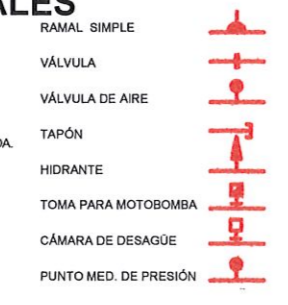 ALES
RAMAL SIMPLE
VÁLVULA
VÁLVULA DE AIRE
DA.
TAPÓN
HIDRANTE
TOMA PARA MOTOBOMBA
CÁMARA DE DESAGÜE
PUNTO MED. DE PRESIÓN